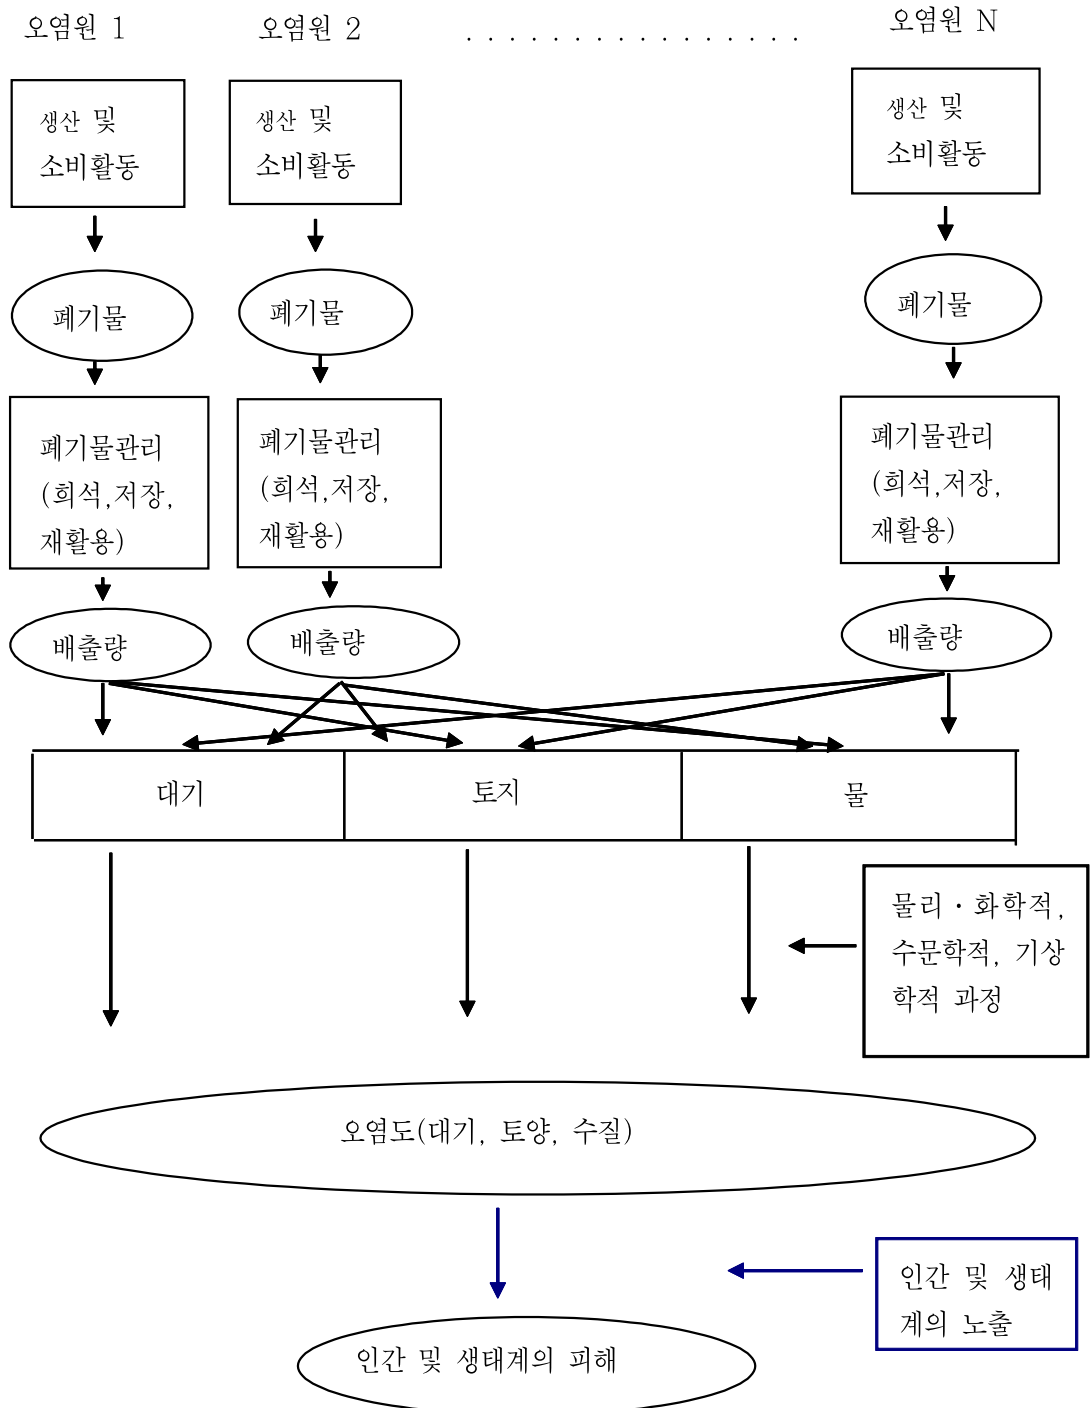 오염원 1
오염원 2
. . . . . . . . . . . . . . . .
오염원 N
생산 및
소비활동
생산 및
소비활동
생산 및
소비활동
폐기물
폐기물
폐기물
폐기물관리
(희석,저장,
재활용)
폐기물관리
(희석,저장,
재활용)
폐기물관리
(희석,저장,
재활용)
배출량
배출량
배출량
대기
토지
물
물리 · 화학적,
수문학적, 기상
학적 과정
오염도(대기, 토양, 수질)
인간 및 생태
계의 노출
인간 및 생태계의 피해